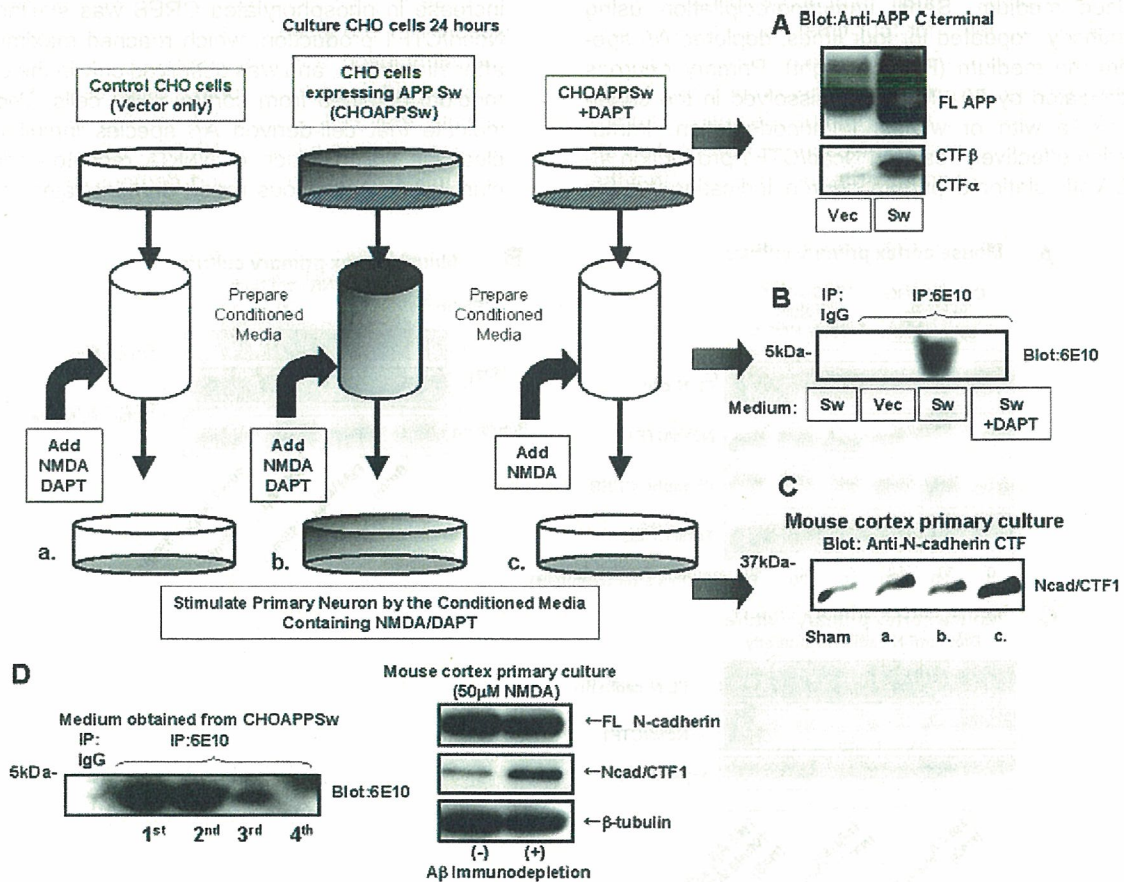 Culture CHO cells 24 hours
Control CHO cells
(Vector only)
CHO cells
expressing APP Sw
(CHOAPPSw)
CHOAPPSw
+DAPT
Prepare
Conditioned
Media
Prepare
Conditioned
Media
Add
NMDA
DAPT
Add
NMDA
DAPT
Add
NMDA
a.
b.
c.
Stimulate Primary Neuron by the Conditioned Media
Containing NMDA/DAPT
A
Blot:Anti-APP C terminal
FL APP
CTFβ
CTFα
Vec
Sw
B
IP:
IgG
IP:6E10
5kDa-
Blot:6E10
Medium:
Sw
Vec
Sw
Sw
+DAPT
C
Mouse cortex primary culture
Blot: Anti-N-cadherin CTF
37kDa-
Ncad/CTF1
Sham
a.
b.
c.
D
Medium obtained from CHOAPPSw
IP:
IgG
IP:6E10
5kDa-
Blot:6E10
1st
2nd
3rd
4th
Mouse cortex primary culture
(50μM NMDA)
←FL N-cadherin
←Ncad/CTF1
←β-tubulin
(-)
(+)
Aβ Immunodepletion